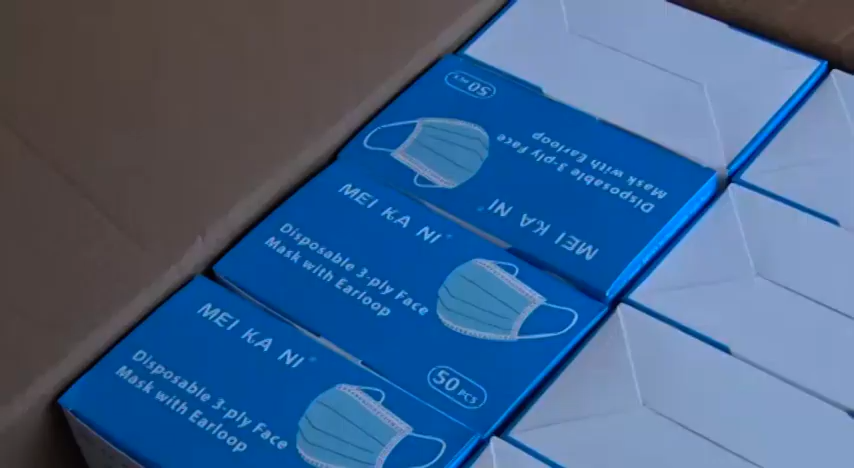 50 PCS
Disposable 3-ply Face
Mask with Earloop
MEI KA NI
MEI KA NI
Disposable 3-ply Face
Mask with Earloop
50 PCS
MEI KA NI
Disposable 3-ply Face
Mask with Earloop